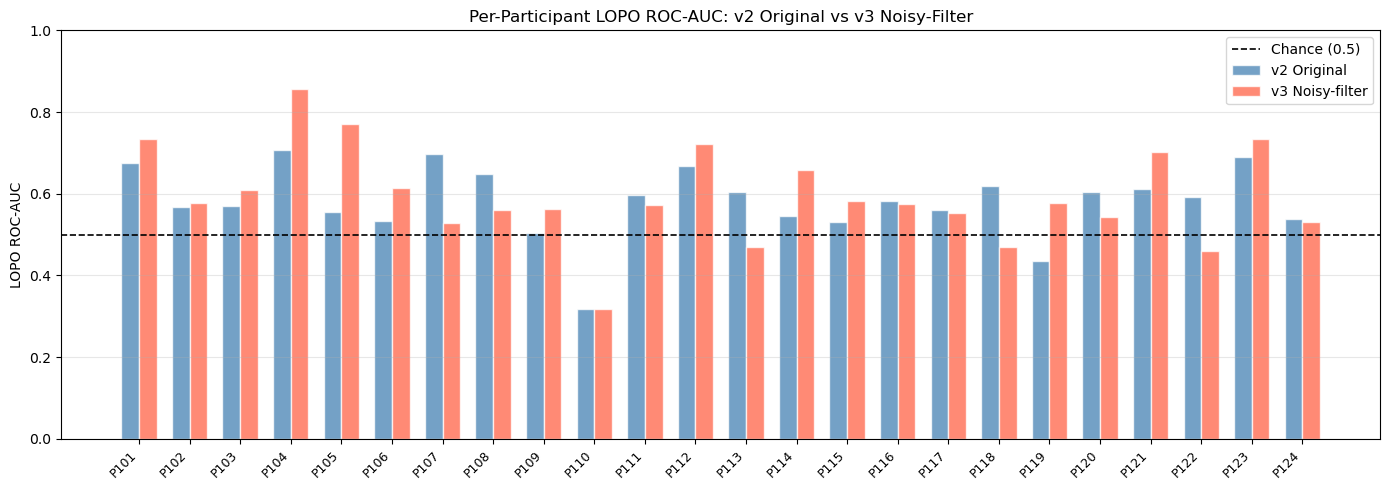 Per-Participant LOPO ROC-AUC: v2 Original vs v3 Noisy-Filter
Chance (0.5)
v2 Original
v3 Noisy-filter
LOPO ROC-AUC
1.0
0.8
0.6
0.4
0.2
0.0
P101 P102 P103 P104 P105 P106 P107 P108 P109 P110 P111 P112 P113 P114 P115 P116 P117 P118 P119 P120 P121 P122 P123 P124